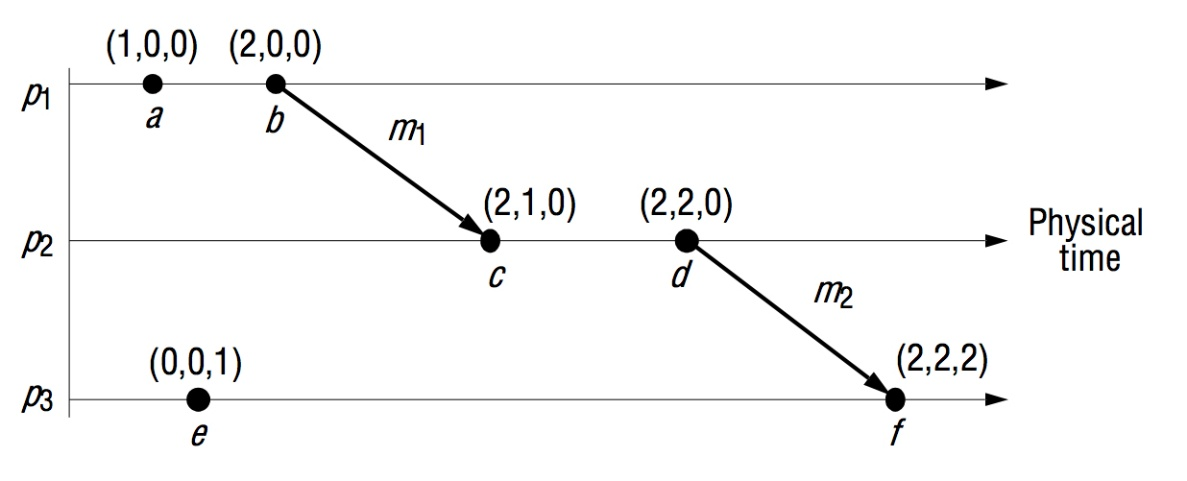 (1,0,0) (2,0,0)
p1
a b m1
(2,1,0) (2,2,0)
p2
Physical
time
c d m2
(0,0,1) (2,2,2)
p3
e f